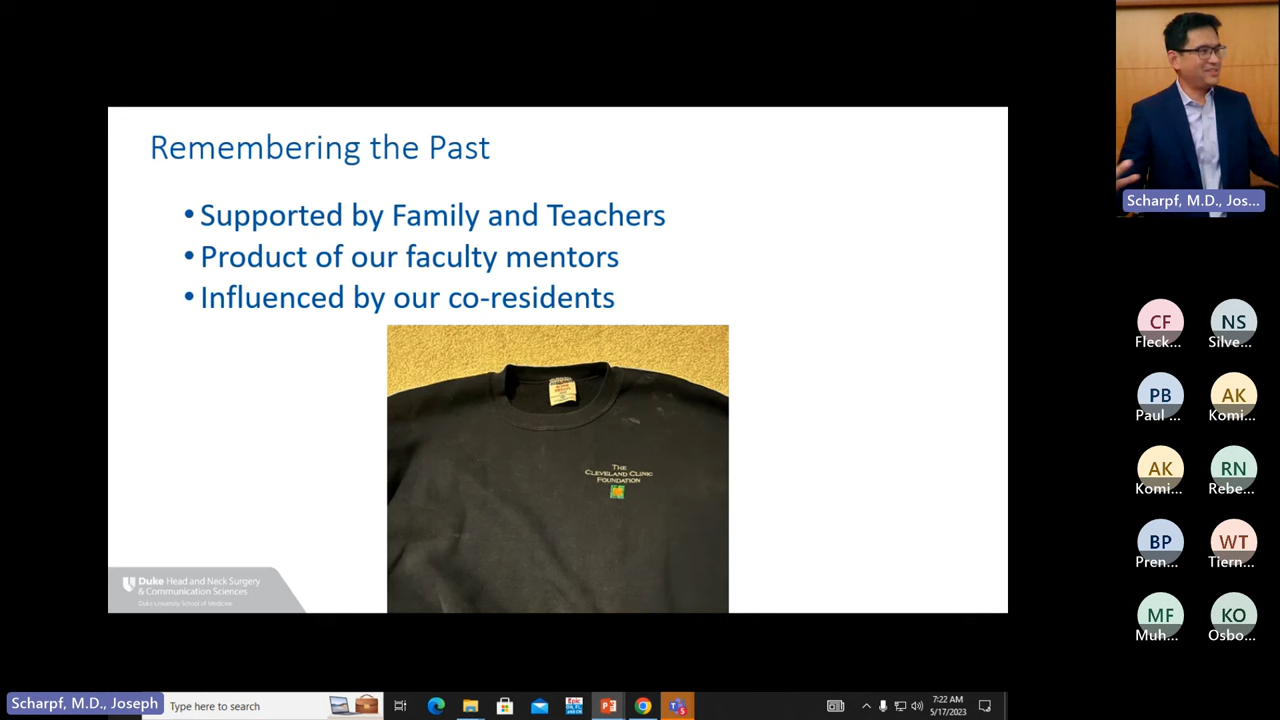 Remembering the Past
• Supported by Family and Teachers
• Product of our faculty mentors
• Influenced by our co-residents
THE
CLEVELAND CLINIC
FOUNDATION
Duke Head and Neck Surgery
& Communication Sciences
Duke University School of Medicine
Scharpf, M.D., Jos...
CF
Fleck...
NS
Silve...
PB
Paul ...
AK
Komi...
AK
Komi...
RN
Rebe...
BP
Pren...
WT
Tiern...
MF
Muh...
KO
Osbo...
Scharpf, M.D., Joseph
Type here to search
Epic
7:22 AM
5/17/2023